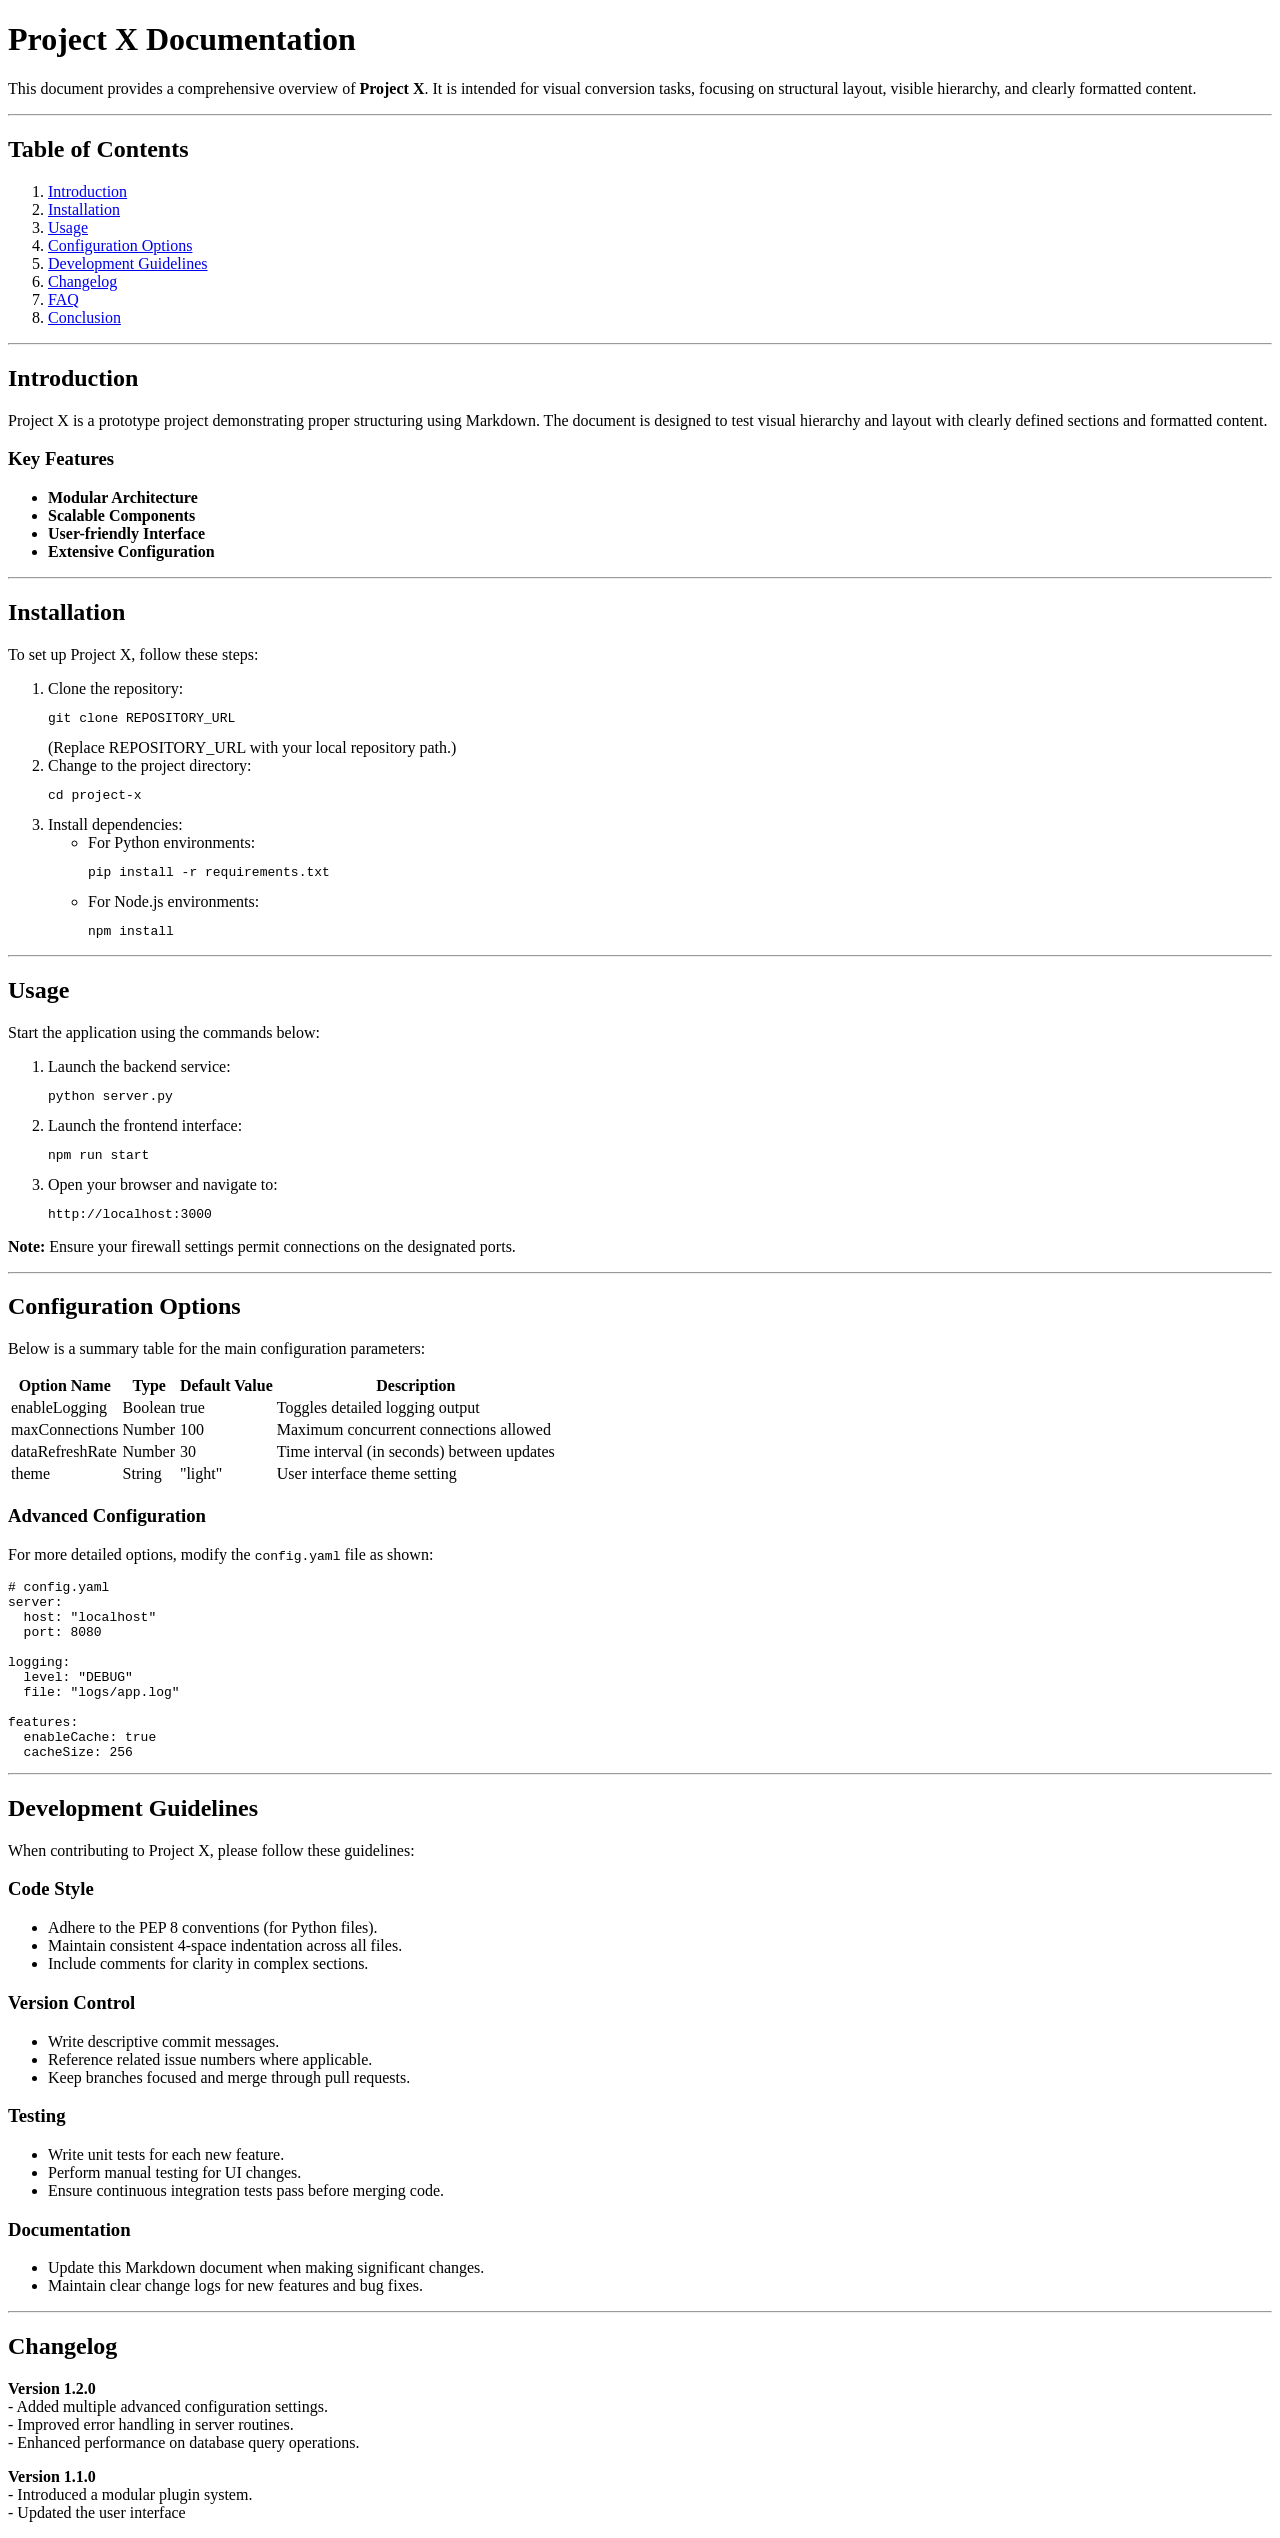 Project X Documentation
This document provides a comprehensive overview of Project X. It is intended for visual conversion tasks, focusing on structural layout, visible hierarchy, and clearly formatted content.
Table of Contents
1. Introduction
2. Installation
3. Usage
4. Configuration Options
5. Development Guidelines
6. Changelog
7. FAQ
8. Conclusion
Introduction
Project X is a prototype project demonstrating proper structuring using Markdown. The document is designed to test visual hierarchy and layout with clearly defined sections and formatted content.
Key Features
• Modular Architecture
• Scalable Components
• User-friendly Interface
• Extensive Configuration
Installation
To set up Project X, follow these steps:
1. Clone the repository:
git clone REPOSITORY_URL
(Replace REPOSITORY_URL with your local repository path.)
2. Change to the project directory:
cd project-x
3. Install dependencies:
◦ For Python environments:
pip install -r requirements.txt
◦ For Node.js environments:
npm install
Usage
Start the application using the commands below:
1. Launch the backend service:
python server.py
2. Launch the frontend interface:
npm run start
3. Open your browser and navigate to:
http://localhost:3000
Note: Ensure your firewall settings permit connections on the designated ports.
Configuration Options
Below is a summary table for the main configuration parameters:
Option Name Type Default Value Description
enableLogging Boolean true Toggles detailed logging output
maxConnections Number 100 Maximum concurrent connections allowed
dataRefreshRate Number 30 Time interval (in seconds) between updates
theme String "light" User interface theme setting
Advanced Configuration
For more detailed options, modify the config.yaml file as shown:
# config.yaml
server:
  host: "localhost"
  port: 8080
logging:
  level: "DEBUG"
  file: "logs/app.log"
features:
  enableCache: true
  cacheSize: 256
Development Guidelines
When contributing to Project X, please follow these guidelines:
Code Style
• Adhere to the PEP 8 conventions (for Python files).
• Maintain consistent 4-space indentation across all files.
• Include comments for clarity in complex sections.
Version Control
• Write descriptive commit messages.
• Reference related issue numbers where applicable.
• Keep branches focused and merge through pull requests.
Testing
• Write unit tests for each new feature.
• Perform manual testing for UI changes.
• Ensure continuous integration tests pass before merging code.
Documentation
• Update this Markdown document when making significant changes.
• Maintain clear change logs for new features and bug fixes.
Changelog
Version 1.2.0
- Added multiple advanced configuration settings.
- Improved error handling in server routines.
- Enhanced performance on database query operations.
Version 1.1.0
- Introduced a modular plugin system.
- Updated the user interface